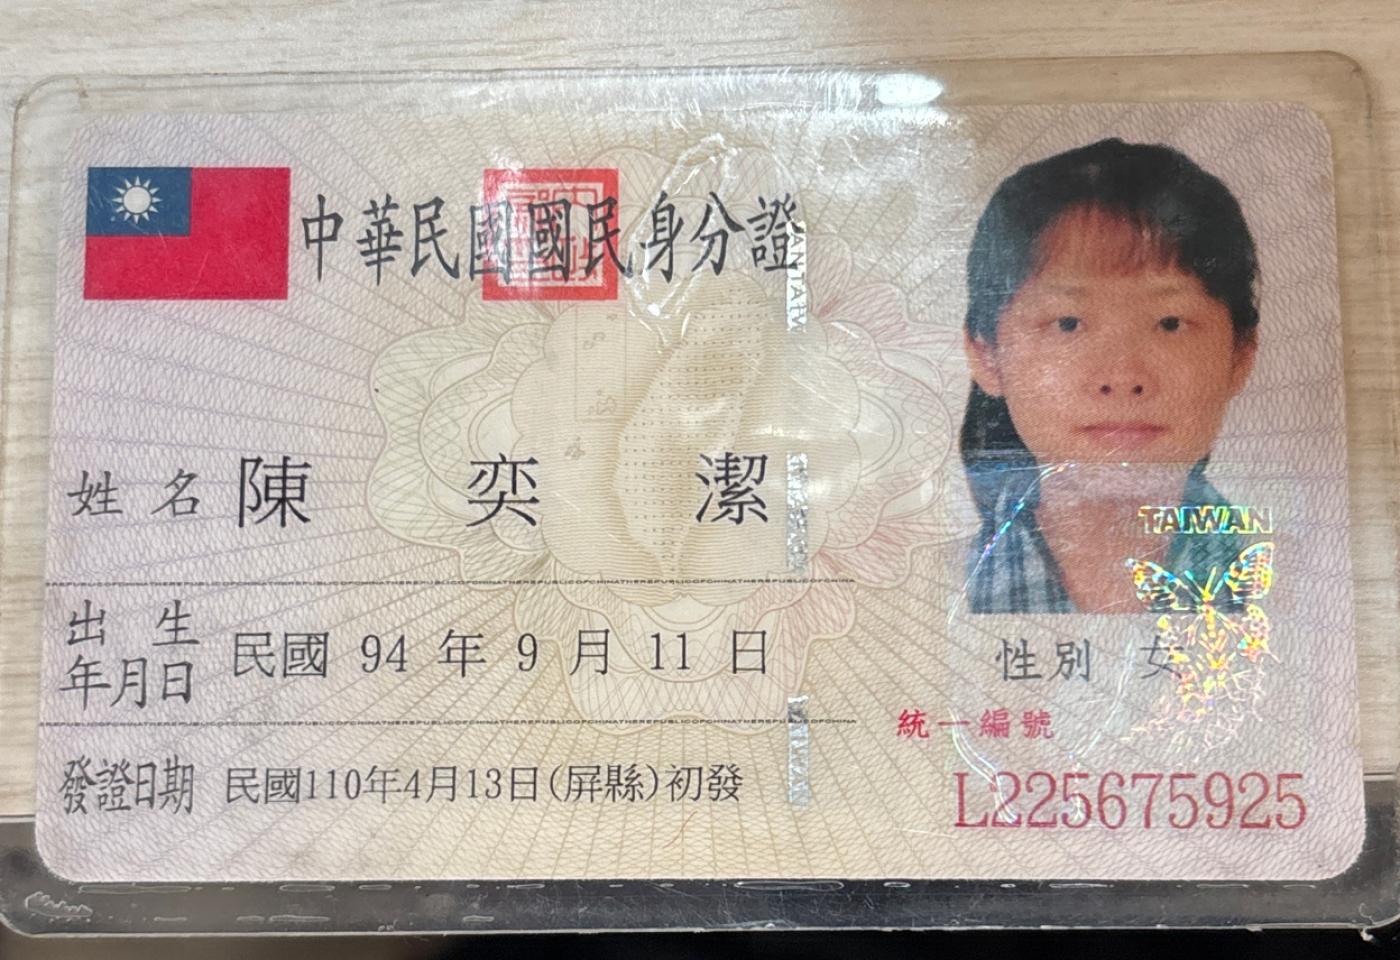 中華民國國民身分證
姓名 陳奕潔
出生年月日 民國 94 年 9 月 11 日
發證日期 民國110年4月13日(屏縣)初發
TAIWAN
性別 女
統一編號
L225675925